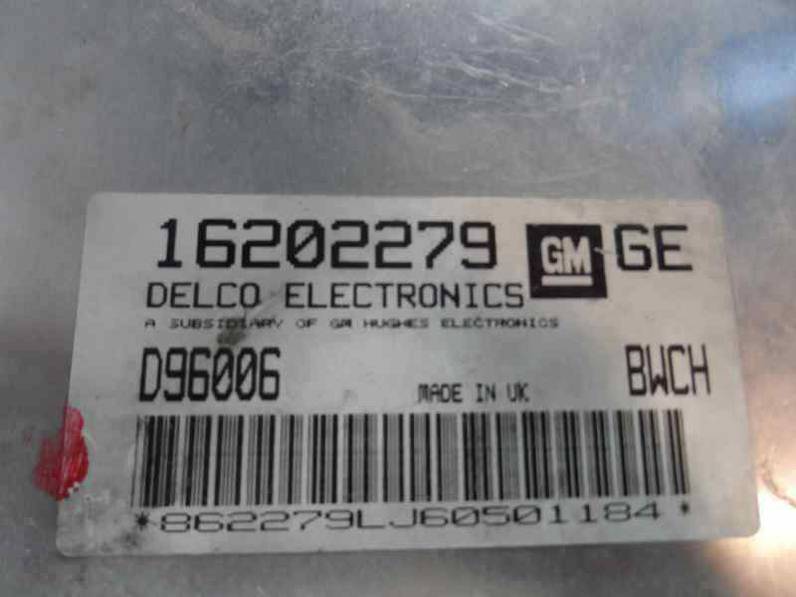 16202279 GM GE
DELCO ELECTRONICS
A SUBSIDIARY OF GM HUGHES ELECTRONICS
D96006 MADE IN UK BWCH
*862279LJ60501184*